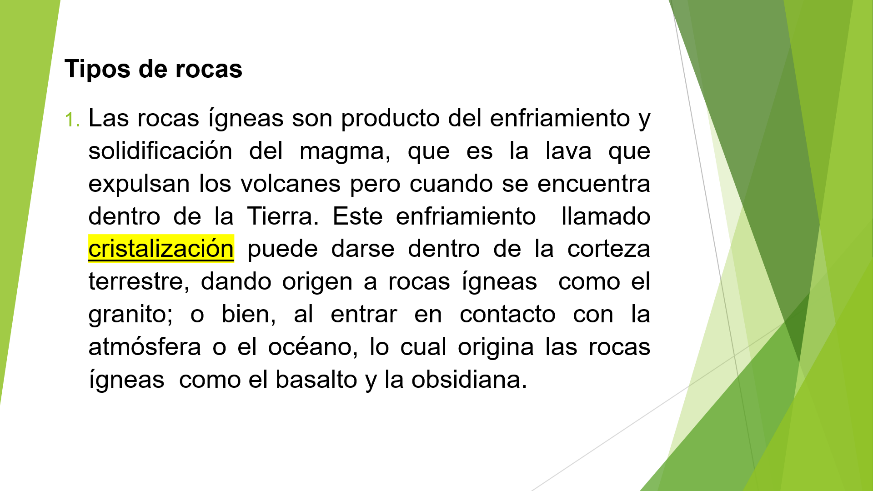 Tipos de rocas
1. Las rocas ígneas son producto del enfriamiento y
solidificación del magma, que es la lava que
expulsan los volcanes pero cuando se encuentra
dentro de la Tierra. Este enfriamiento llamado
cristalización puede darse dentro de la corteza
terrestre, dando origen a rocas ígneas como el
granito; o bien, al entrar en contacto con la
atmósfera o el océano, lo cual origina las rocas
ígneas como el basalto y la obsidiana.